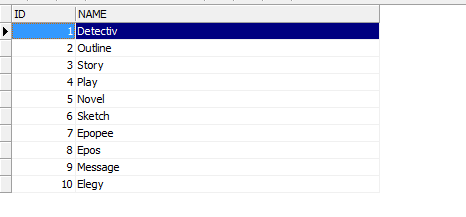 ID NAME
1 Detectiv
2 Outline
3 Story
4 Play
5 Novel
6 Sketch
7 Epopee
8 Epos
9 Message
10 Elegy